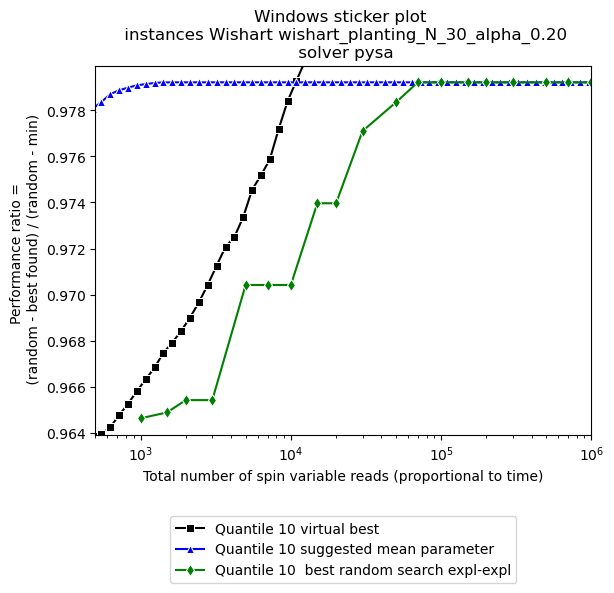 Windows sticker plot
instances Wishart wishart_planting_N_30_alpha_0.20
solver pysa
Performance ratio =
(random - best found) / (random - min)
0.978
0.976
0.974
0.972
0.970
0.968
0.966
0.964
10³ 10⁴ 10⁵ 10⁶
Total number of spin variable reads (proportional to time)
Quantile 10 virtual best
Quantile 10 suggested mean parameter
Quantile 10  best random search expl-expl